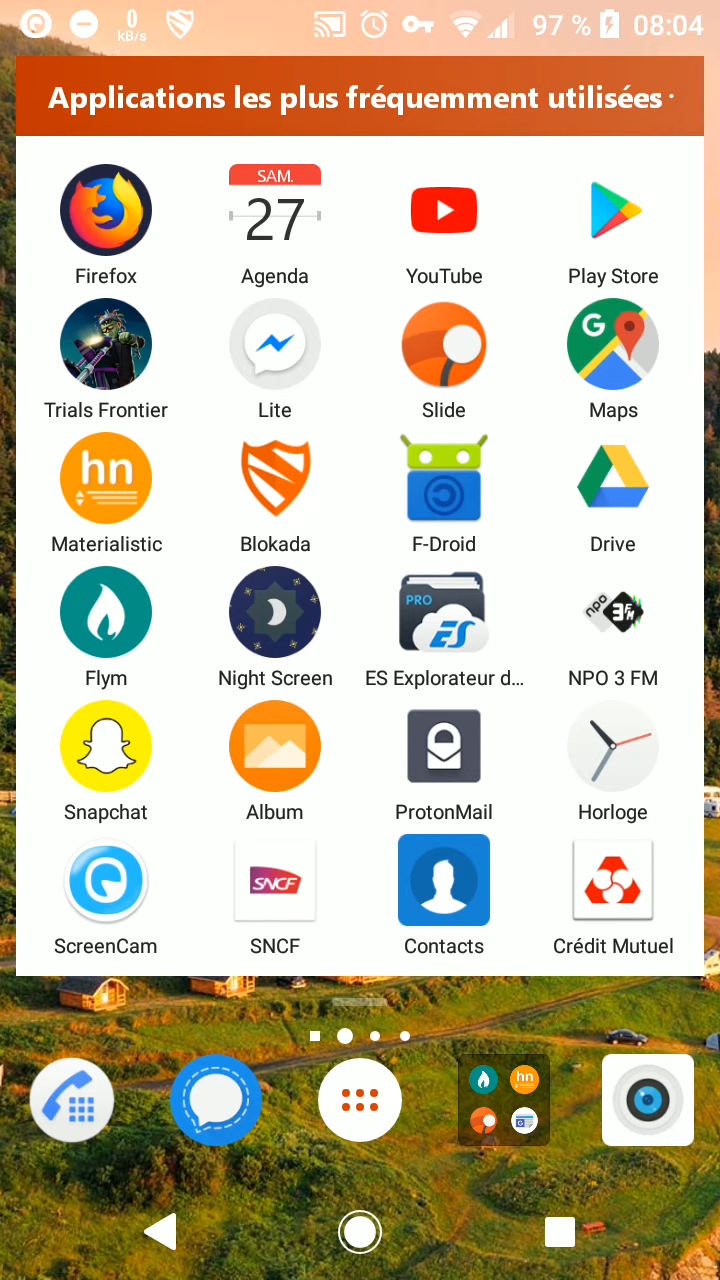 0 kB/s 97 % 08:04
Applications les plus fréquemment utilisées
SAM.
27
Firefox Agenda YouTube Play Store
G
Trials Frontier Lite Slide Maps
hn
Materialistic Blokada F-Droid Drive
PRO
ES
npo 3FM
Flym Night Screen ES Explorateur d… NPO 3 FM
Snapchat Album ProtonMail Horloge
SNCF
ScreenCam SNCF Contacts Crédit Mutuel
hn
G